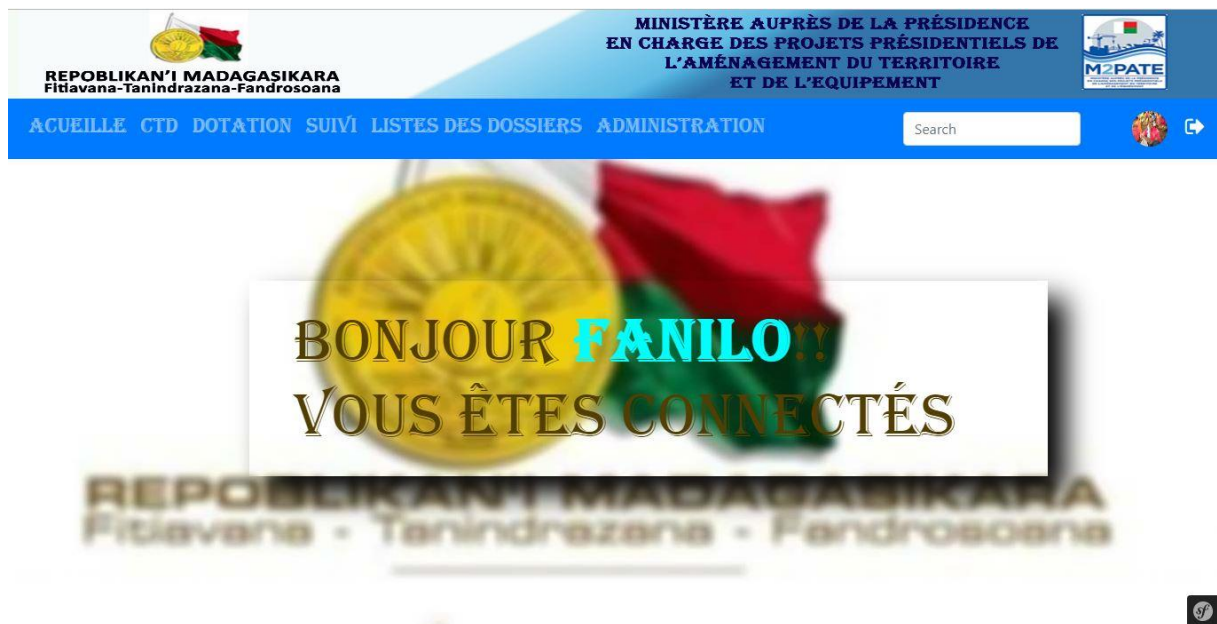 REPOBLIKAN'I MADAGASIKARA
Fitiavana-Tanindrazana-Fandrosoana
MINISTÈRE AUPRÈS DE LA PRÉSIDENCE
EN CHARGE DES PROJETS PRÉSIDENTIELS DE
L'AMÉNAGEMENT DU TERRITOIRE
ET DE L'EQUIPEMENT
M2PATE
ACUEILLE CTD DOTATION SUIVI LISTES DES DOSSIERS ADMINISTRATION
Search
BONJOUR FANILO!!
VOUS ÊTES CONNECTÉS
REPOBLIKAN'I MADAGASIKARA
Fitiavana - Tanindrazana - Fandrosoana
sf